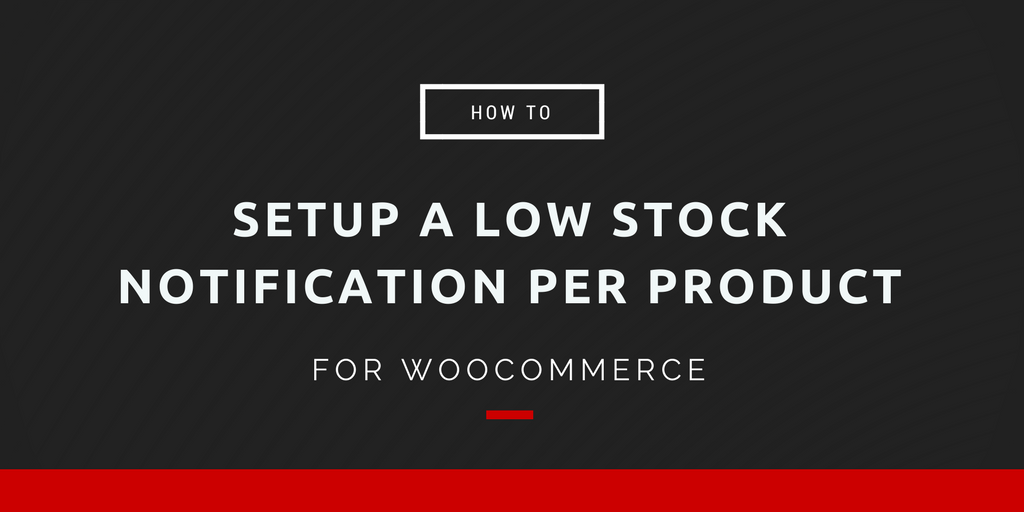 HOW TO
SETUP A LOW STOCK
NOTIFICATION PER PRODUCT
FOR WOOCOMMERCE